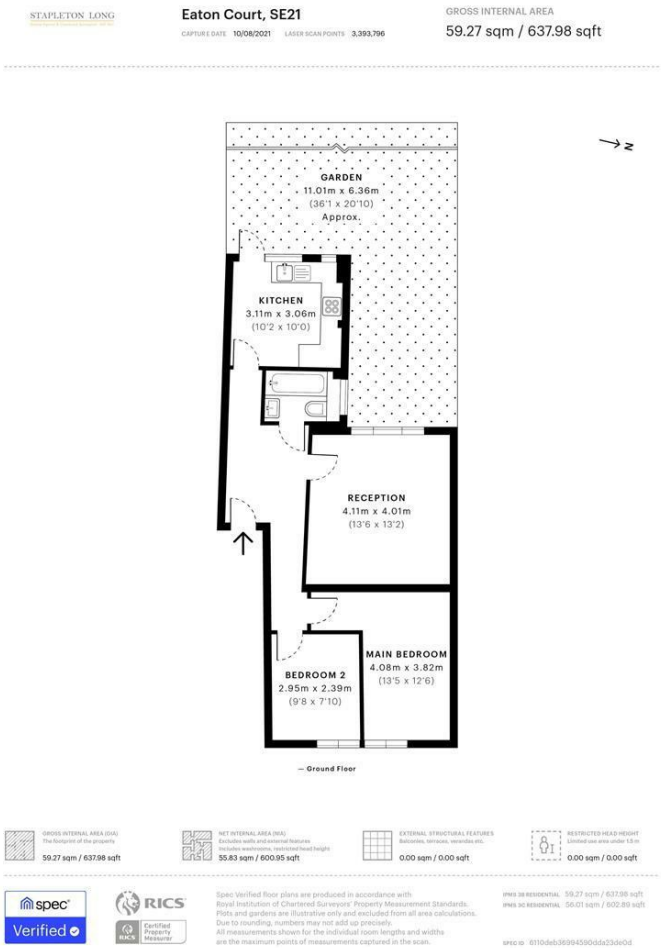 STAPLETON LONG
Eaton Court, SE21
CAPTURE DATE 10/08/2021 LASER SCAN POINTS 3,393,796
GROSS INTERNAL AREA
59.27 sqm / 637.98 sqft
N
GARDEN
11.01m x 6.36m
(36'1 x 20'10)
Approx.
KITCHEN
3.11m x 3.06m
(10'2 x 10'0)
RECEPTION
4.11m x 4.01m
(13'6 x 13'2)
MAIN BEDROOM
4.08m x 3.82m
(13'5 x 12'6)
BEDROOM 2
2.95m x 2.39m
(9'8 x 7'10)
— Ground Floor
GROSS INTERNAL AREA (GIA)
The footprint of the property
59.27 sqm / 637.98 sqft
NET INTERNAL AREA (NIA)
Excludes walls and external features
Includes washrooms, restricted head height
55.83 sqm / 600.95 sqft
EXTERNAL STRUCTURAL FEATURES
Balconies, terraces, verandas etc.
0.00 sqm / 0.00 sqft
RESTRICTED HEAD HEIGHT
Limited use area under 1.5 m
0.00 sqm / 0.00 sqft
spec
Verified
RICS
RICS
Certified
Property
Measurer
Spec Verified floor plans are produced in accordance with
Royal Institution of Chartered Surveyors' Property Measurement Standards.
Plots and gardens are illustrative only and excluded from all area calculations.
Due to rounding, numbers may not add up precisely.
All measurements shown for the individual room lengths and widths
are the maximum points of measurements captured in the scan.
IPMS 3B RESIDENTIAL 59.27 sqm / 637.98 sqft
IPMS 3C RESIDENTIAL 56.01 sqm / 602.89 sqft
SPEC ID